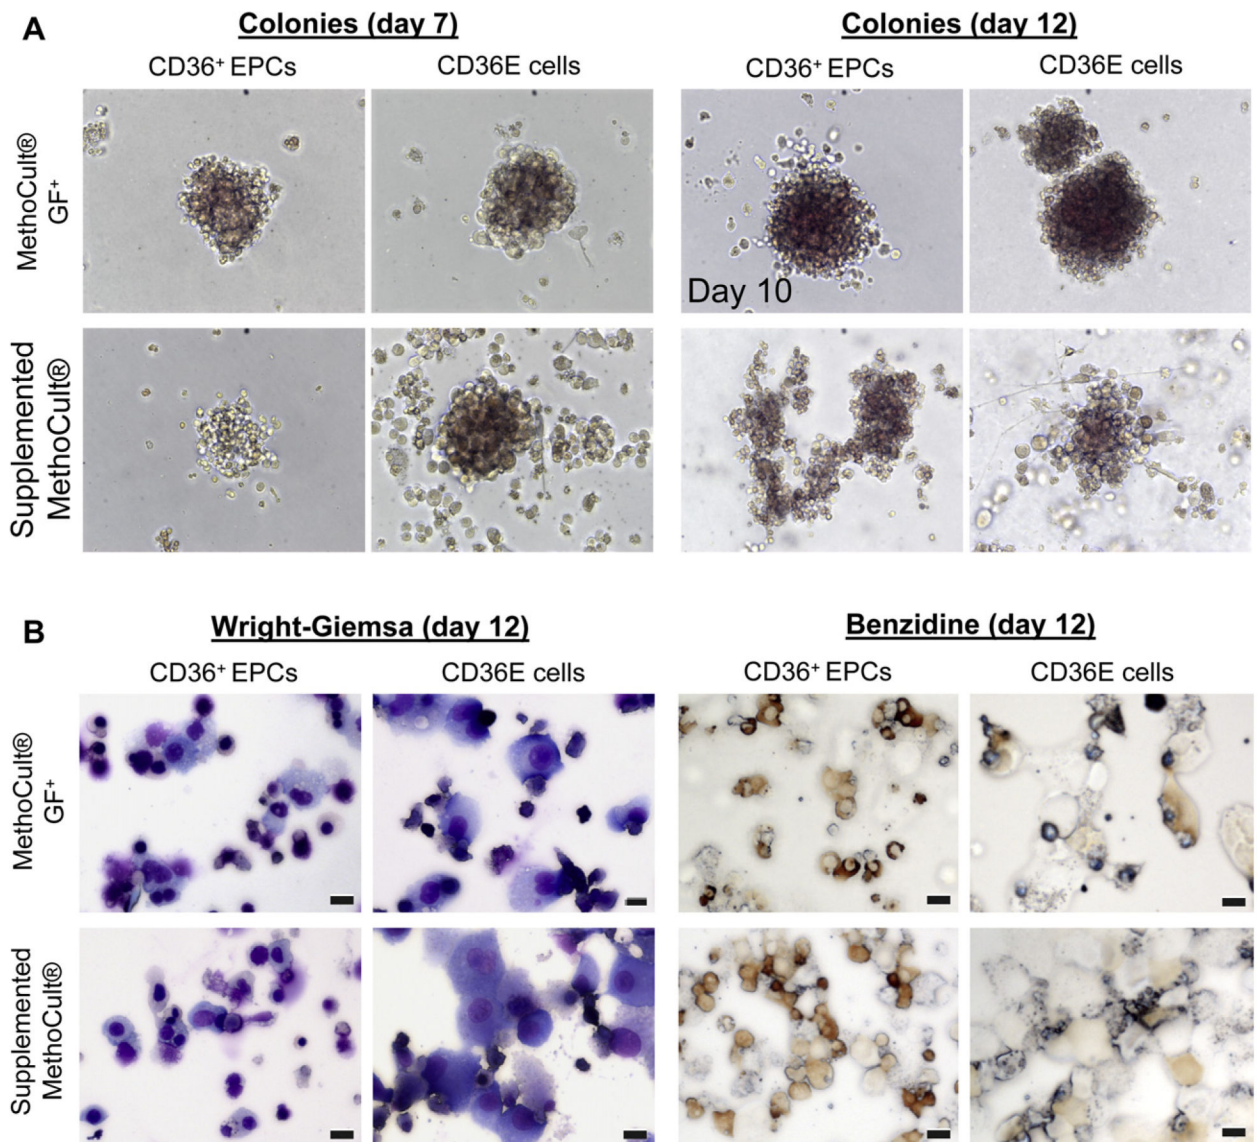 A
Colonies (day 7)
Colonies (day 12)
CD36⁺ EPCs
CD36E cells
CD36⁺ EPCs
CD36E cells
MethoCult®
GF⁺
Day 10
Supplemented
MethoCult®
B
Wright-Giemsa (day 12)
Benzidine (day 12)
CD36⁺ EPCs
CD36E cells
CD36⁺ EPCs
CD36E cells
MethoCult®
GF⁺
Supplemented
MethoCult®